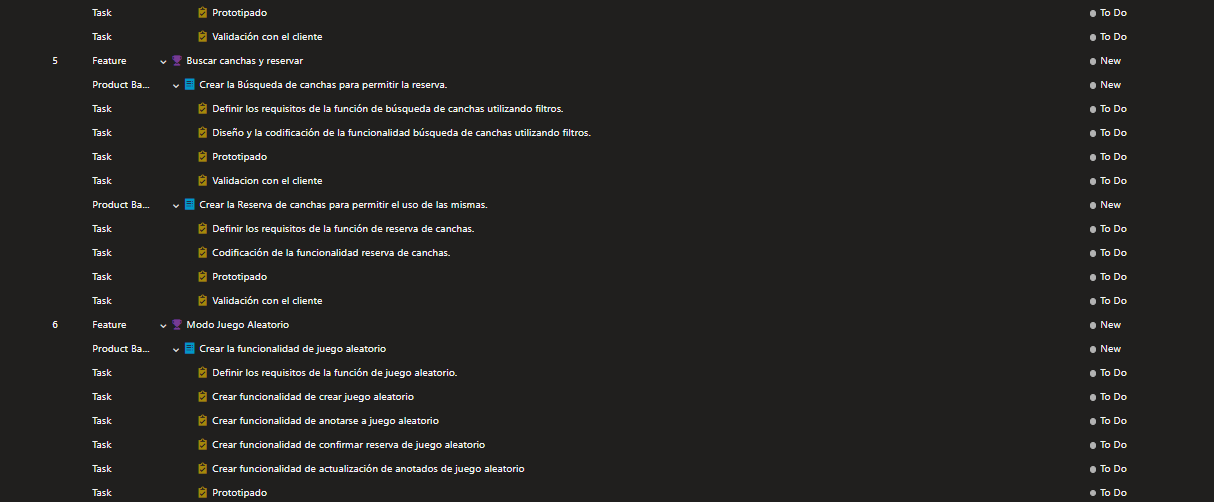 Task Prototipado To Do
Task Validación con el cliente To Do
5 Feature Buscar canchas y reservar New
Product Ba... Crear la Búsqueda de canchas para permitir la reserva. New
Task Definir los requisitos de la función de búsqueda de canchas utilizando filtros. To Do
Task Diseño y la codificación de la funcionalidad búsqueda de canchas utilizando filtros. To Do
Task Prototipado To Do
Task Validacion con el cliente To Do
Product Ba... Crear la Reserva de canchas para permitir el uso de las mismas. New
Task Definir los requisitos de la función de reserva de canchas. To Do
Task Codificación de la funcionalidad reserva de canchas. To Do
Task Prototipado To Do
Task Validación con el cliente To Do
6 Feature Modo Juego Aleatorio New
Product Ba... Crear la funcionalidad de juego aleatorio New
Task Definir los requisitos de la función de juego aleatorio. To Do
Task Crear funcionalidad de crear juego aleatorio To Do
Task Crear funcionalidad de anotarse a juego aleatorio To Do
Task Crear funcionalidad de confirmar reserva de juego aleatorio To Do
Task Crear funcionalidad de actualización de anotados de juego aleatorio To Do
Task Prototipado To Do